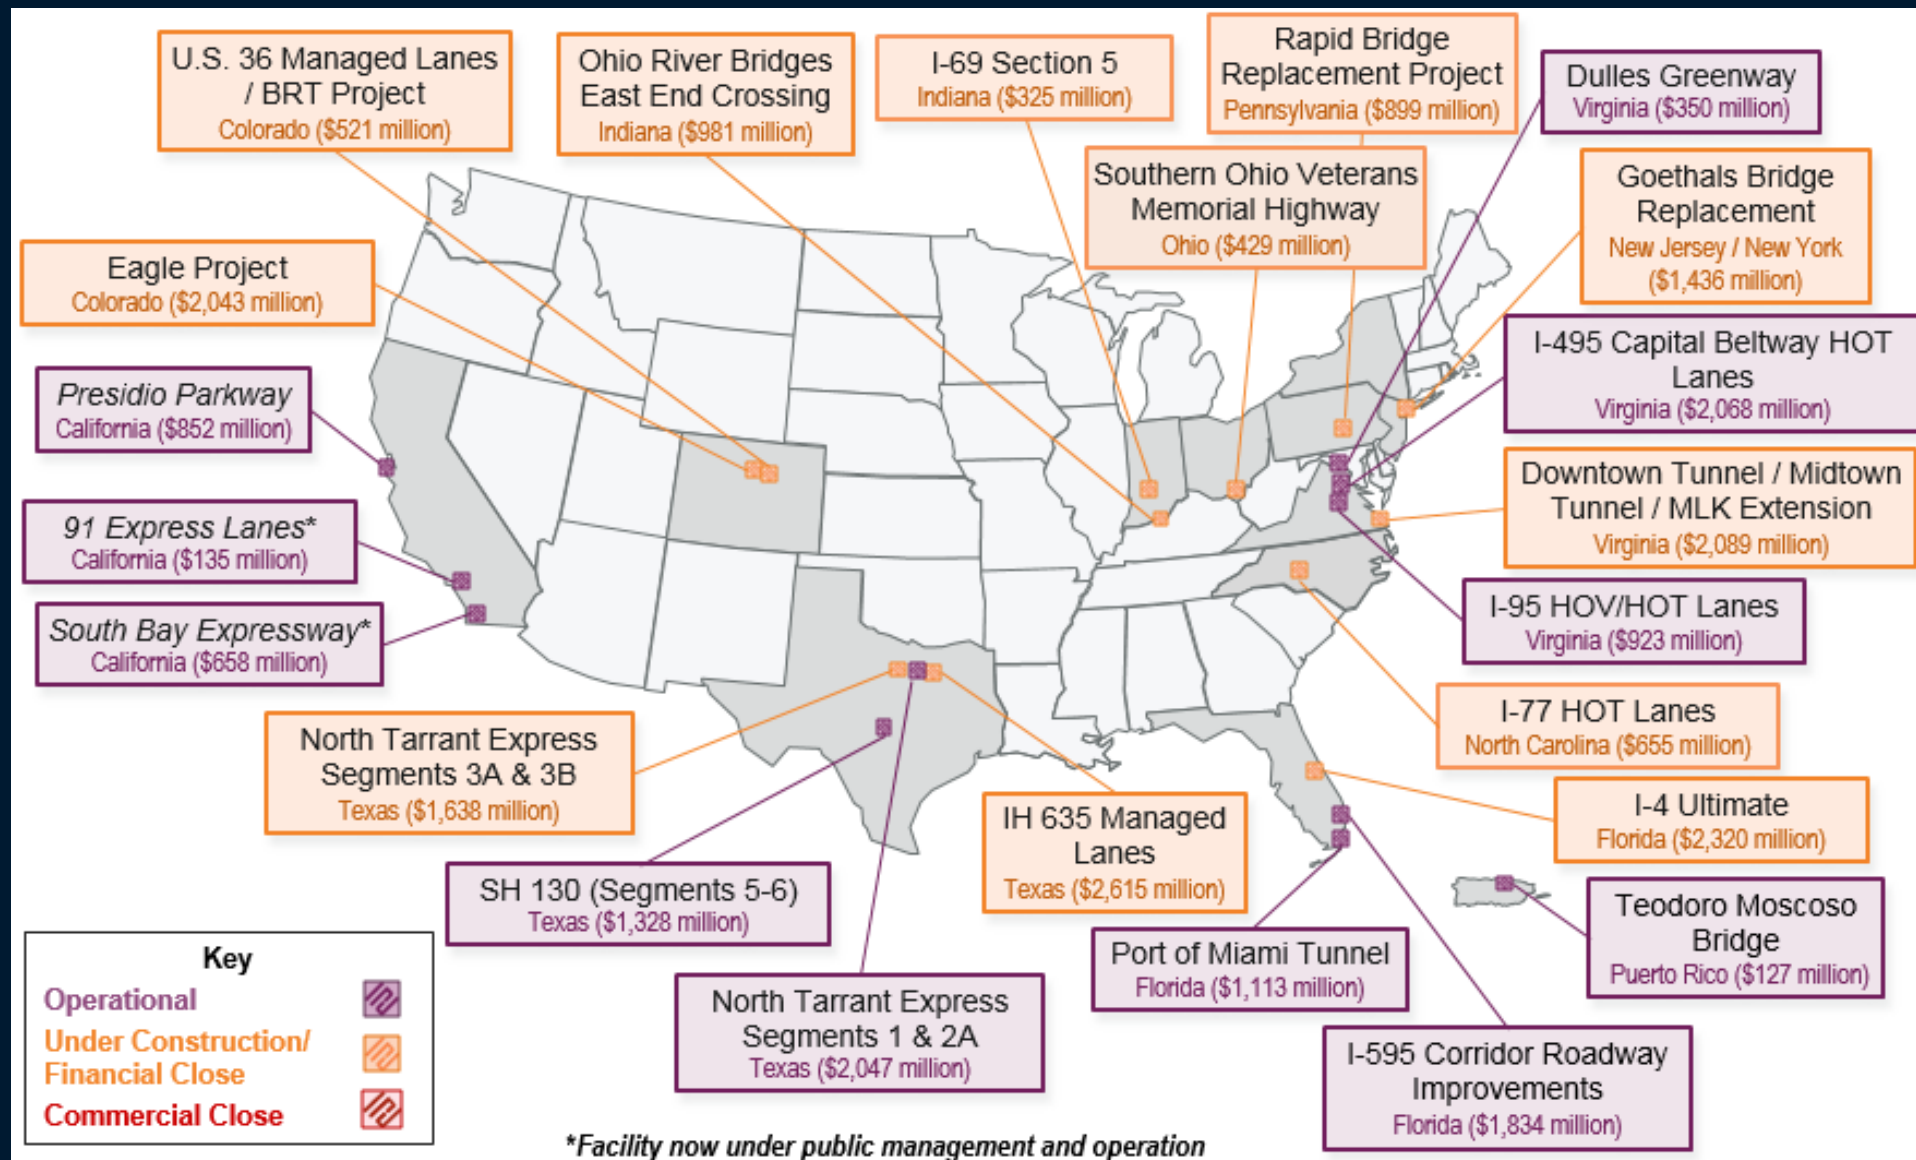 U.S. 36 Managed Lanes
/ BRT Project
Colorado ($521 million)
Ohio River Bridges
East End Crossing
Indiana ($981 million)
I-69 Section 5
Indiana ($325 million)
Rapid Bridge
Replacement Project
Pennsylvania ($899 million)
Dulles Greenway
Virginia ($350 million)
Southern Ohio Veterans
Memorial Highway
Ohio ($429 million)
Goethals Bridge
Replacement
New Jersey / New York
($1,436 million)
Eagle Project
Colorado ($2,043 million)
I-495 Capital Beltway HOT
Lanes
Virginia ($2,068 million)
Presidio Parkway
California ($852 million)
Downtown Tunnel / Midtown
Tunnel / MLK Extension
Virginia ($2,089 million)
91 Express Lanes*
California ($135 million)
I-95 HOV/HOT Lanes
Virginia ($923 million)
South Bay Expressway*
California ($658 million)
I-77 HOT Lanes
North Carolina ($655 million)
North Tarrant Express
Segments 3A & 3B
Texas ($1,638 million)
IH 635 Managed
Lanes
Texas ($2,615 million)
I-4 Ultimate
Florida ($2,320 million)
SH 130 (Segments 5-6)
Texas ($1,328 million)
Teodoro Moscoso
Bridge
Puerto Rico ($127 million)
Port of Miami Tunnel
Florida ($1,113 million)
North Tarrant Express
Segments 1 & 2A
Texas ($2,047 million)
I-595 Corridor Roadway
Improvements
Florida ($1,834 million)
Key
Operational
Under Construction/
Financial Close
Commercial Close
*Facility now under public management and operation